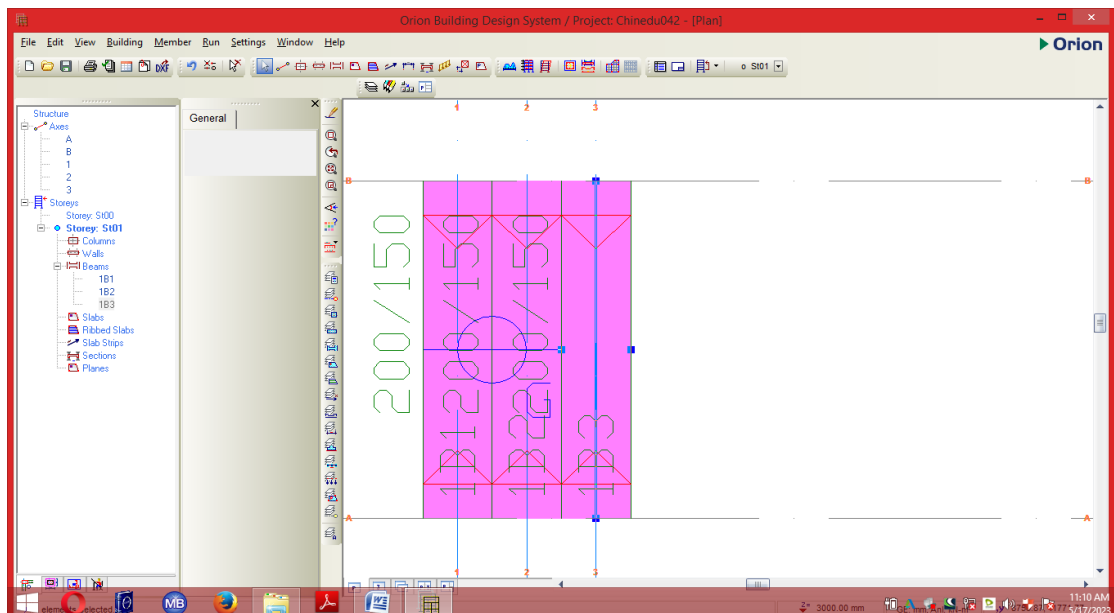 Orion Building Design System / Project: Chinedu042 - [Plan]
File Edit View Building Member Run Settings Window Help
Orion
DXF
St01
General
Structure
Axes
A
B
1
2
3
Storeys
Storey: St00
Storey: St01
Columns
Walls
Beams
1B1
1B2
1B3
Slabs
Ribbed Slabs
Slab Strips
Sections
Planes
1 2 3
B B
200/150 200/150 200/150
1B1 1B2 1B3
A A
1 2 3
3000.00 mm
11:10 AM